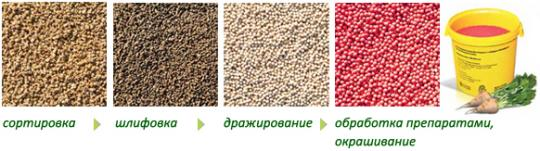 сортировка
шлифовка
дражирование
обработка препаратами,
окрашивание